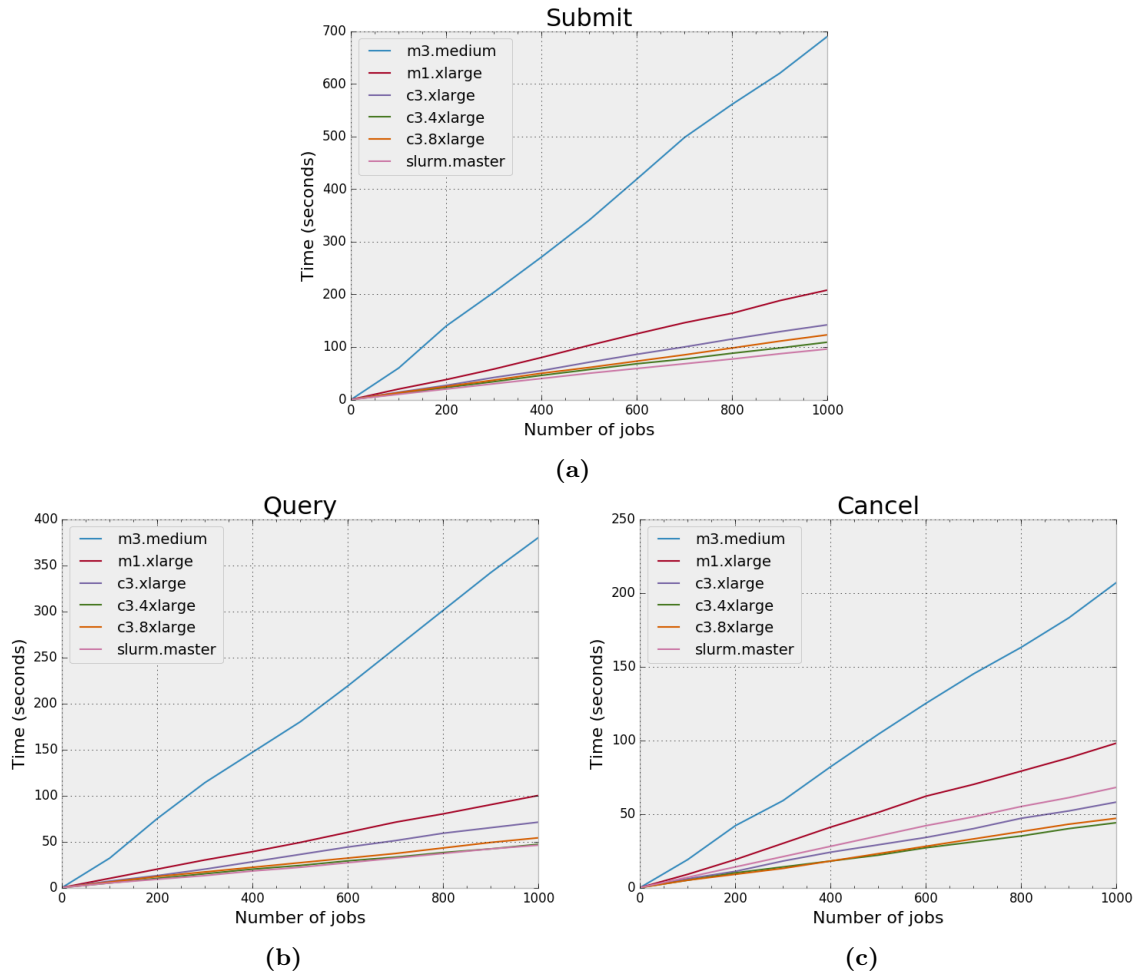 Submit
700
600
500
400
300
200
100
0
Time (seconds)
m3.medium
m1.xlarge
c3.xlarge
c3.4xlarge
c3.8xlarge
slurm.master
0 200 400 600 800 1000
Number of jobs
(a)
Query
400
350
300
250
200
150
100
50
0
Time (seconds)
m3.medium
m1.xlarge
c3.xlarge
c3.4xlarge
c3.8xlarge
slurm.master
0 200 400 600 800 1000
Number of jobs
(b)
Cancel
250
200
150
100
50
0
Time (seconds)
m3.medium
m1.xlarge
c3.xlarge
c3.4xlarge
c3.8xlarge
slurm.master
0 200 400 600 800 1000
Number of jobs
(c)